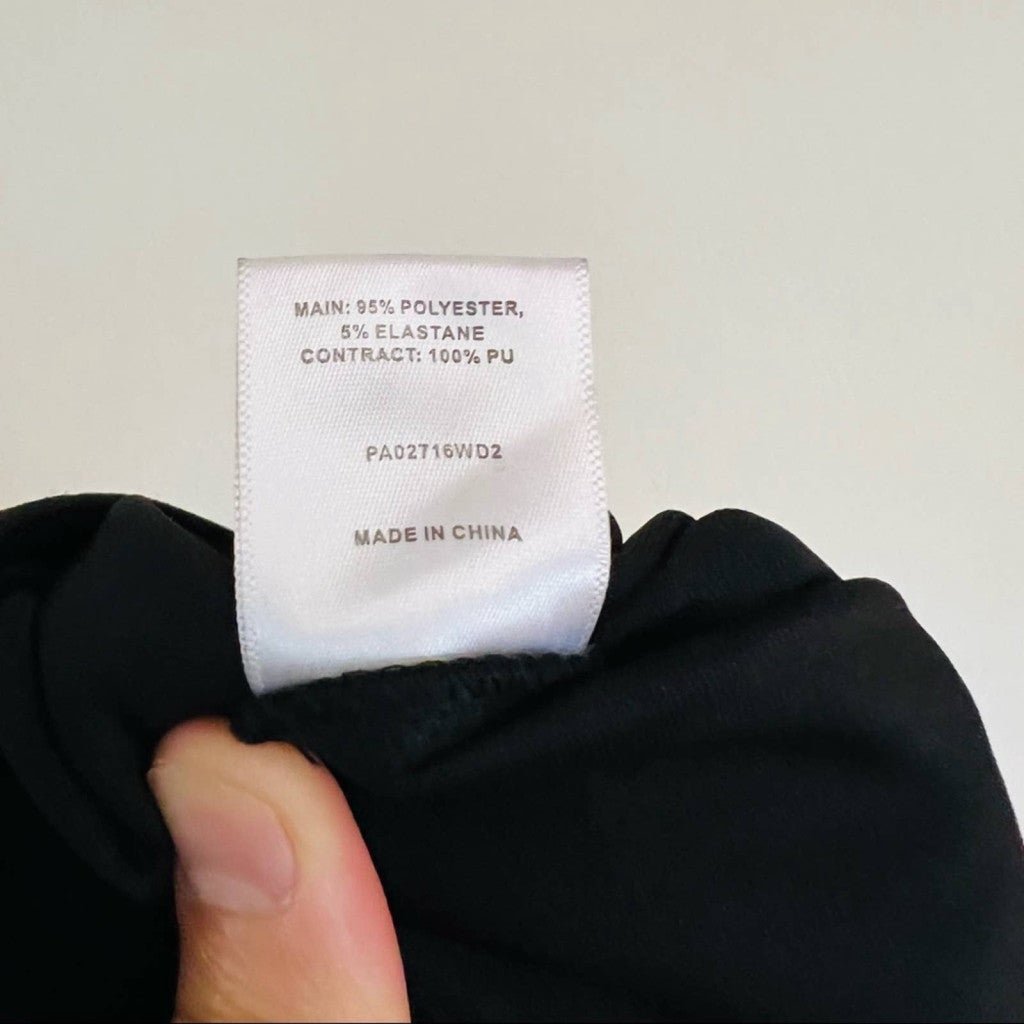 MAIN: 95% POLYESTER,
5% ELASTANE
CONTRACT: 100% PU
PA02716WD2
MADE IN CHINA